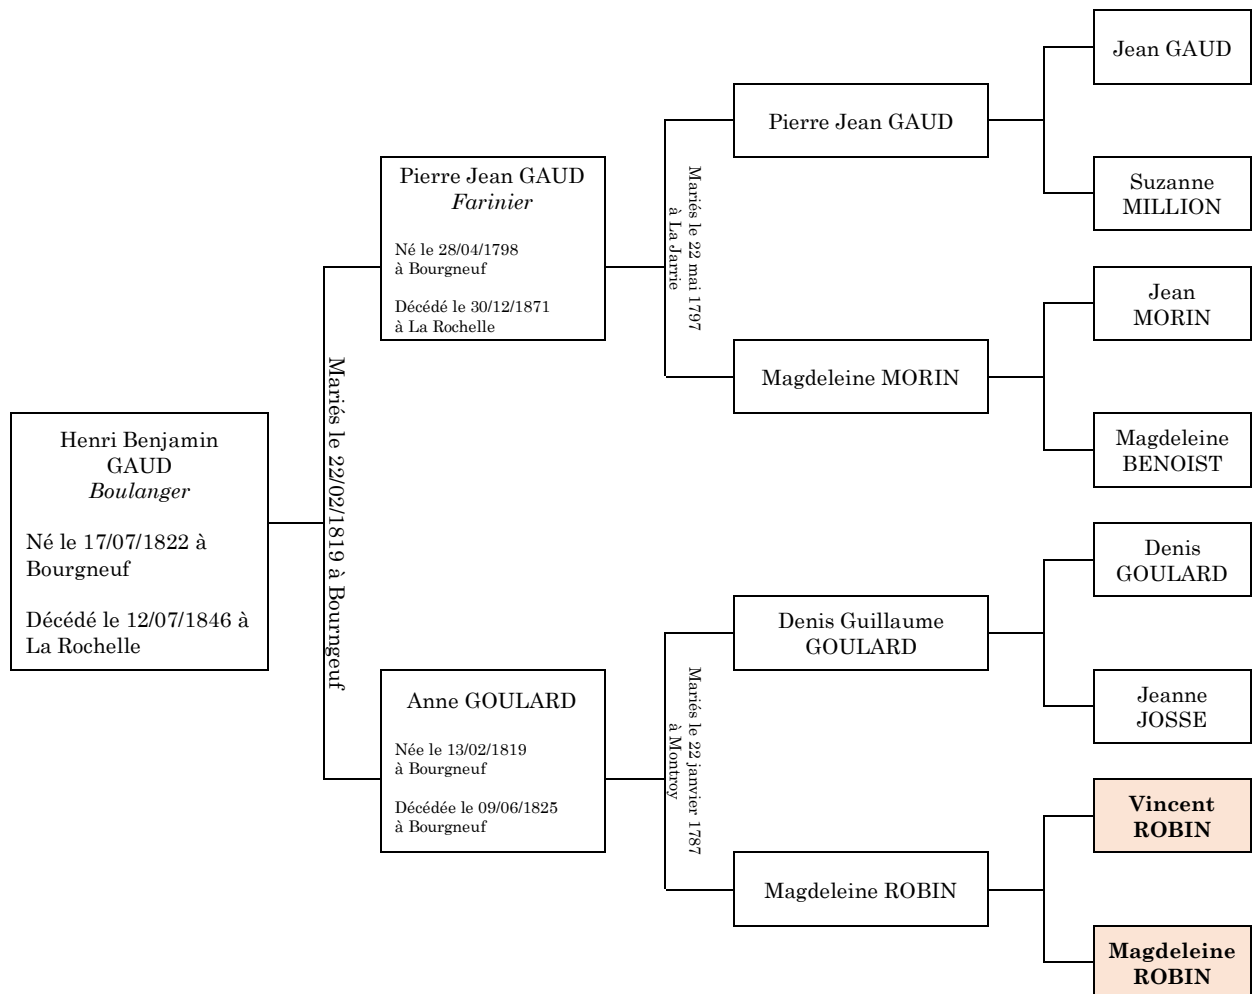 Henri Benjamin
GAUD
Boulanger
Né le 17/07/1822 à
Bourgneuf
Décédé le 12/07/1846 à
La Rochelle
Mariés le 22/02/1819 à Bourngeuf
Pierre Jean GAUD
Farinier
Né le 28/04/1798
à Bourgneuf
Décédé le 30/12/1871
à La Rochelle
Anne GOULARD
Née le 13/02/1819
à Bourgneuf
Décédée le 09/06/1825
à Bourgneuf
Mariés le 22 mai 1797
à La Jarrie
Mariés le 22 janvier 1787
à Montroy
Pierre Jean GAUD
Magdeleine MORIN
Denis Guillaume
GOULARD
Magdeleine ROBIN
Jean GAUD
Suzanne
MILLION
Jean
MORIN
Magdeleine
BENOIST
Denis
GOULARD
Jeanne
JOSSE
Vincent
ROBIN
Magdeleine
ROBIN